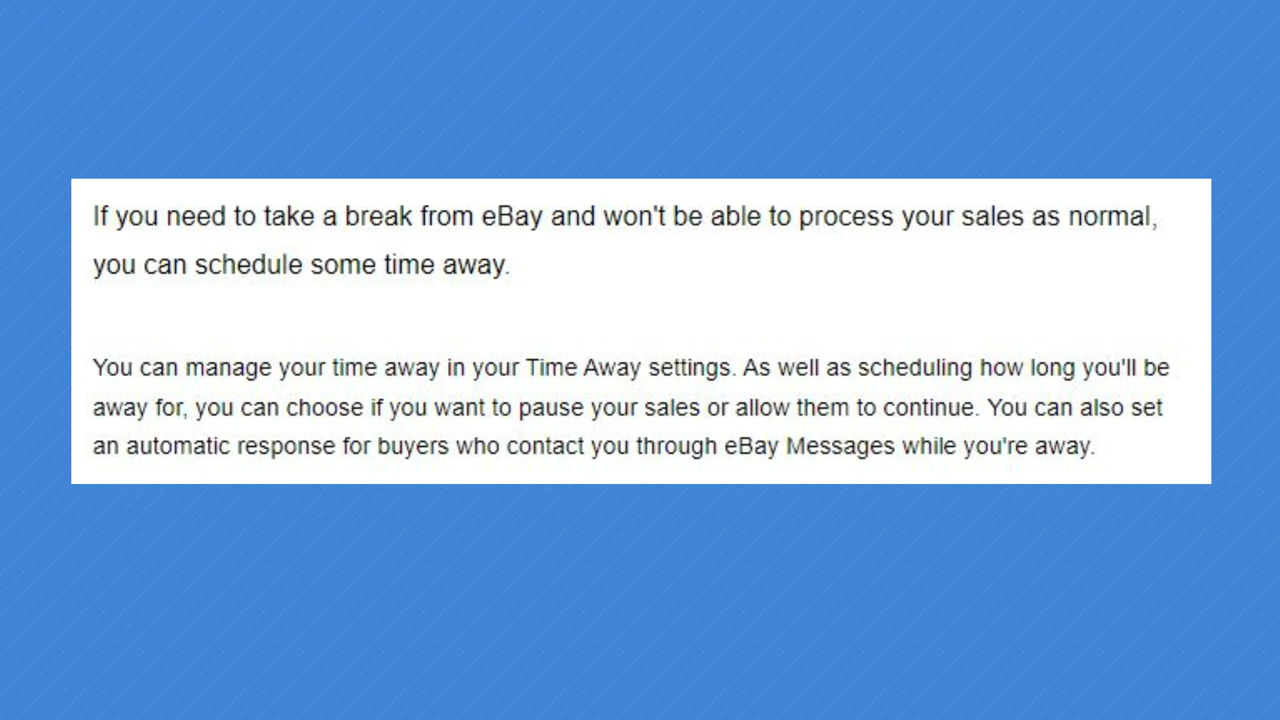 If you need to take a break from eBay and won't be able to process your sales as normal,
you can schedule some time away.
You can manage your time away in your Time Away settings. As well as scheduling how long you'll be
away for, you can choose if you want to pause your sales or allow them to continue. You can also set
an automatic response for buyers who contact you through eBay Messages while you're away.